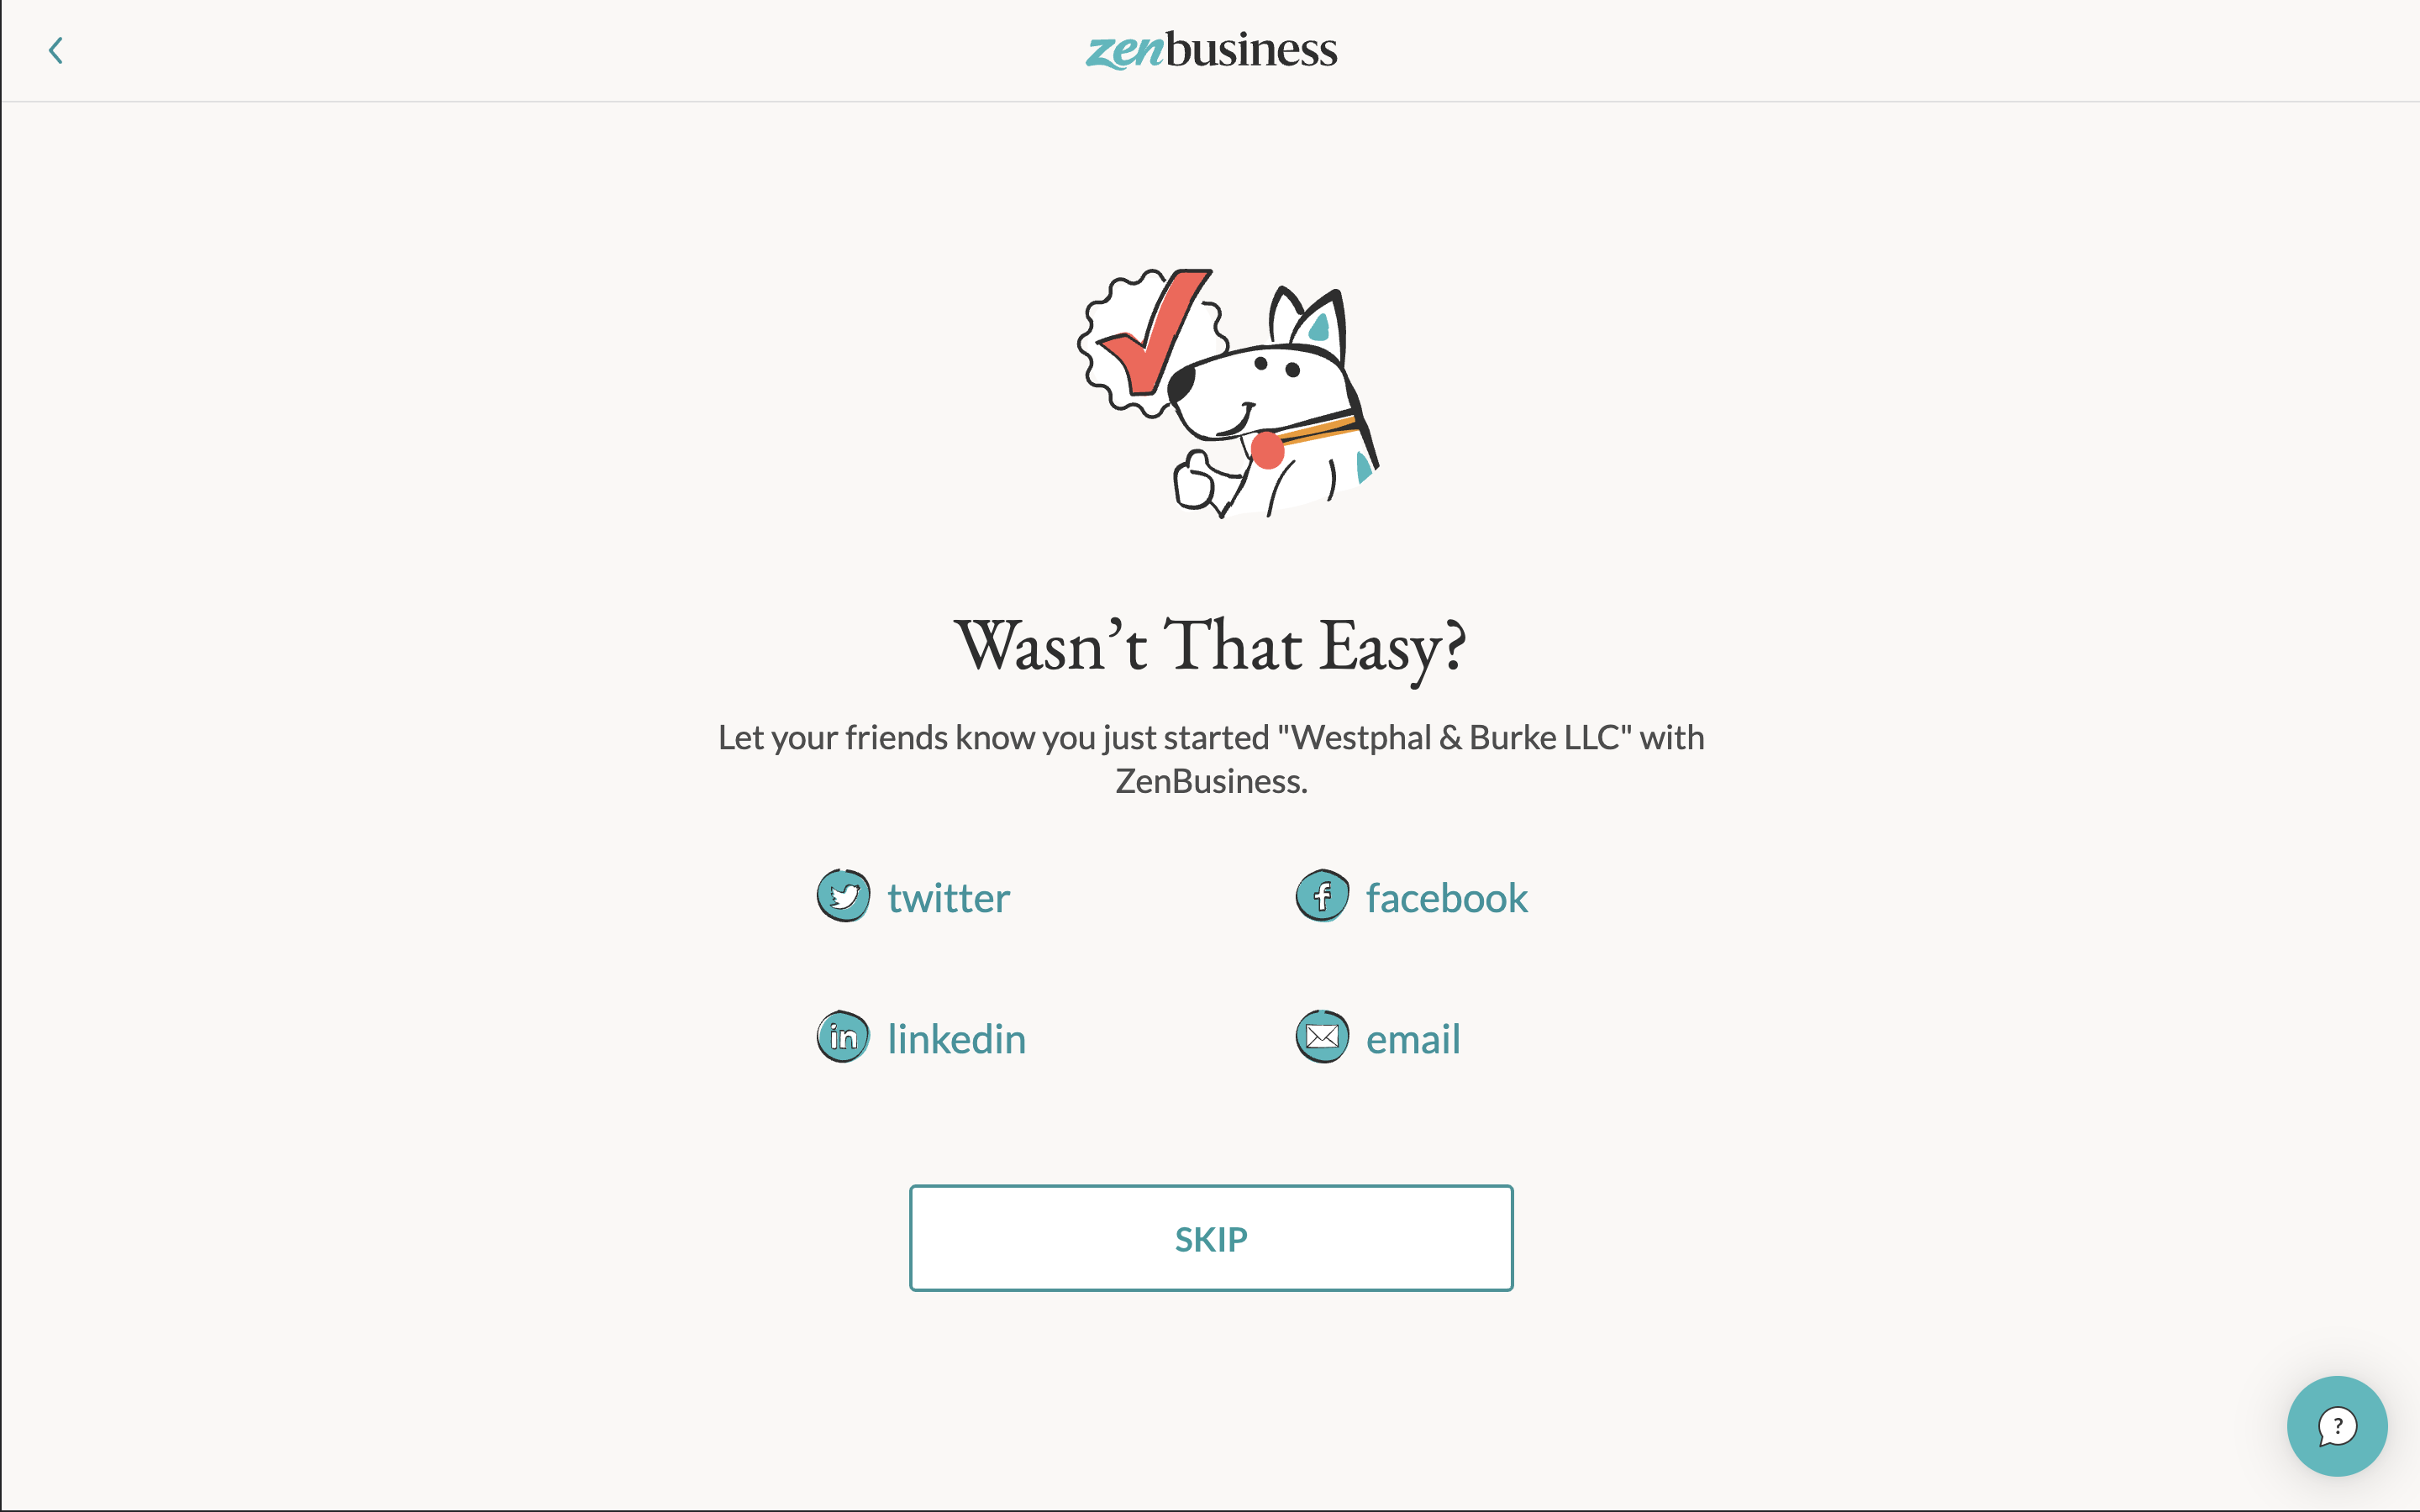 zenbusiness
Wasn’t That Easy?
Let your friends know you just started "Westphal & Burke LLC" with
ZenBusiness.
twitter
facebook
linkedin
email
SKIP